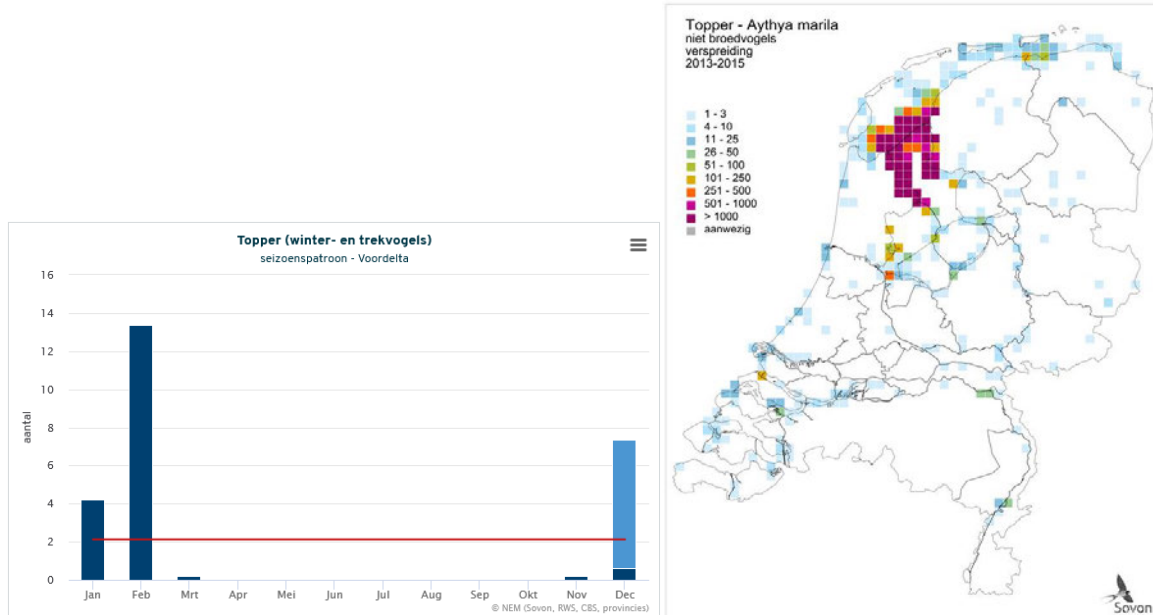 Topper (winter- en trekvogels)
seizoenspatroon - Voordelta
16
14
12
10
8
6
4
2
0
aantal
Jan Feb Mrt Apr Mei Jun Jul Aug Sep Okt Nov Dec
© NEM (Sovon, RWS, CBS, provincies)
Topper - Aythya marila
niet broedvogels
verspreiding
2013-2015
1 - 3
4 - 10
11 - 25
26 - 50
51 - 100
101 - 250
251 - 500
501 - 1000
> 1000
aanwezig
Sovon